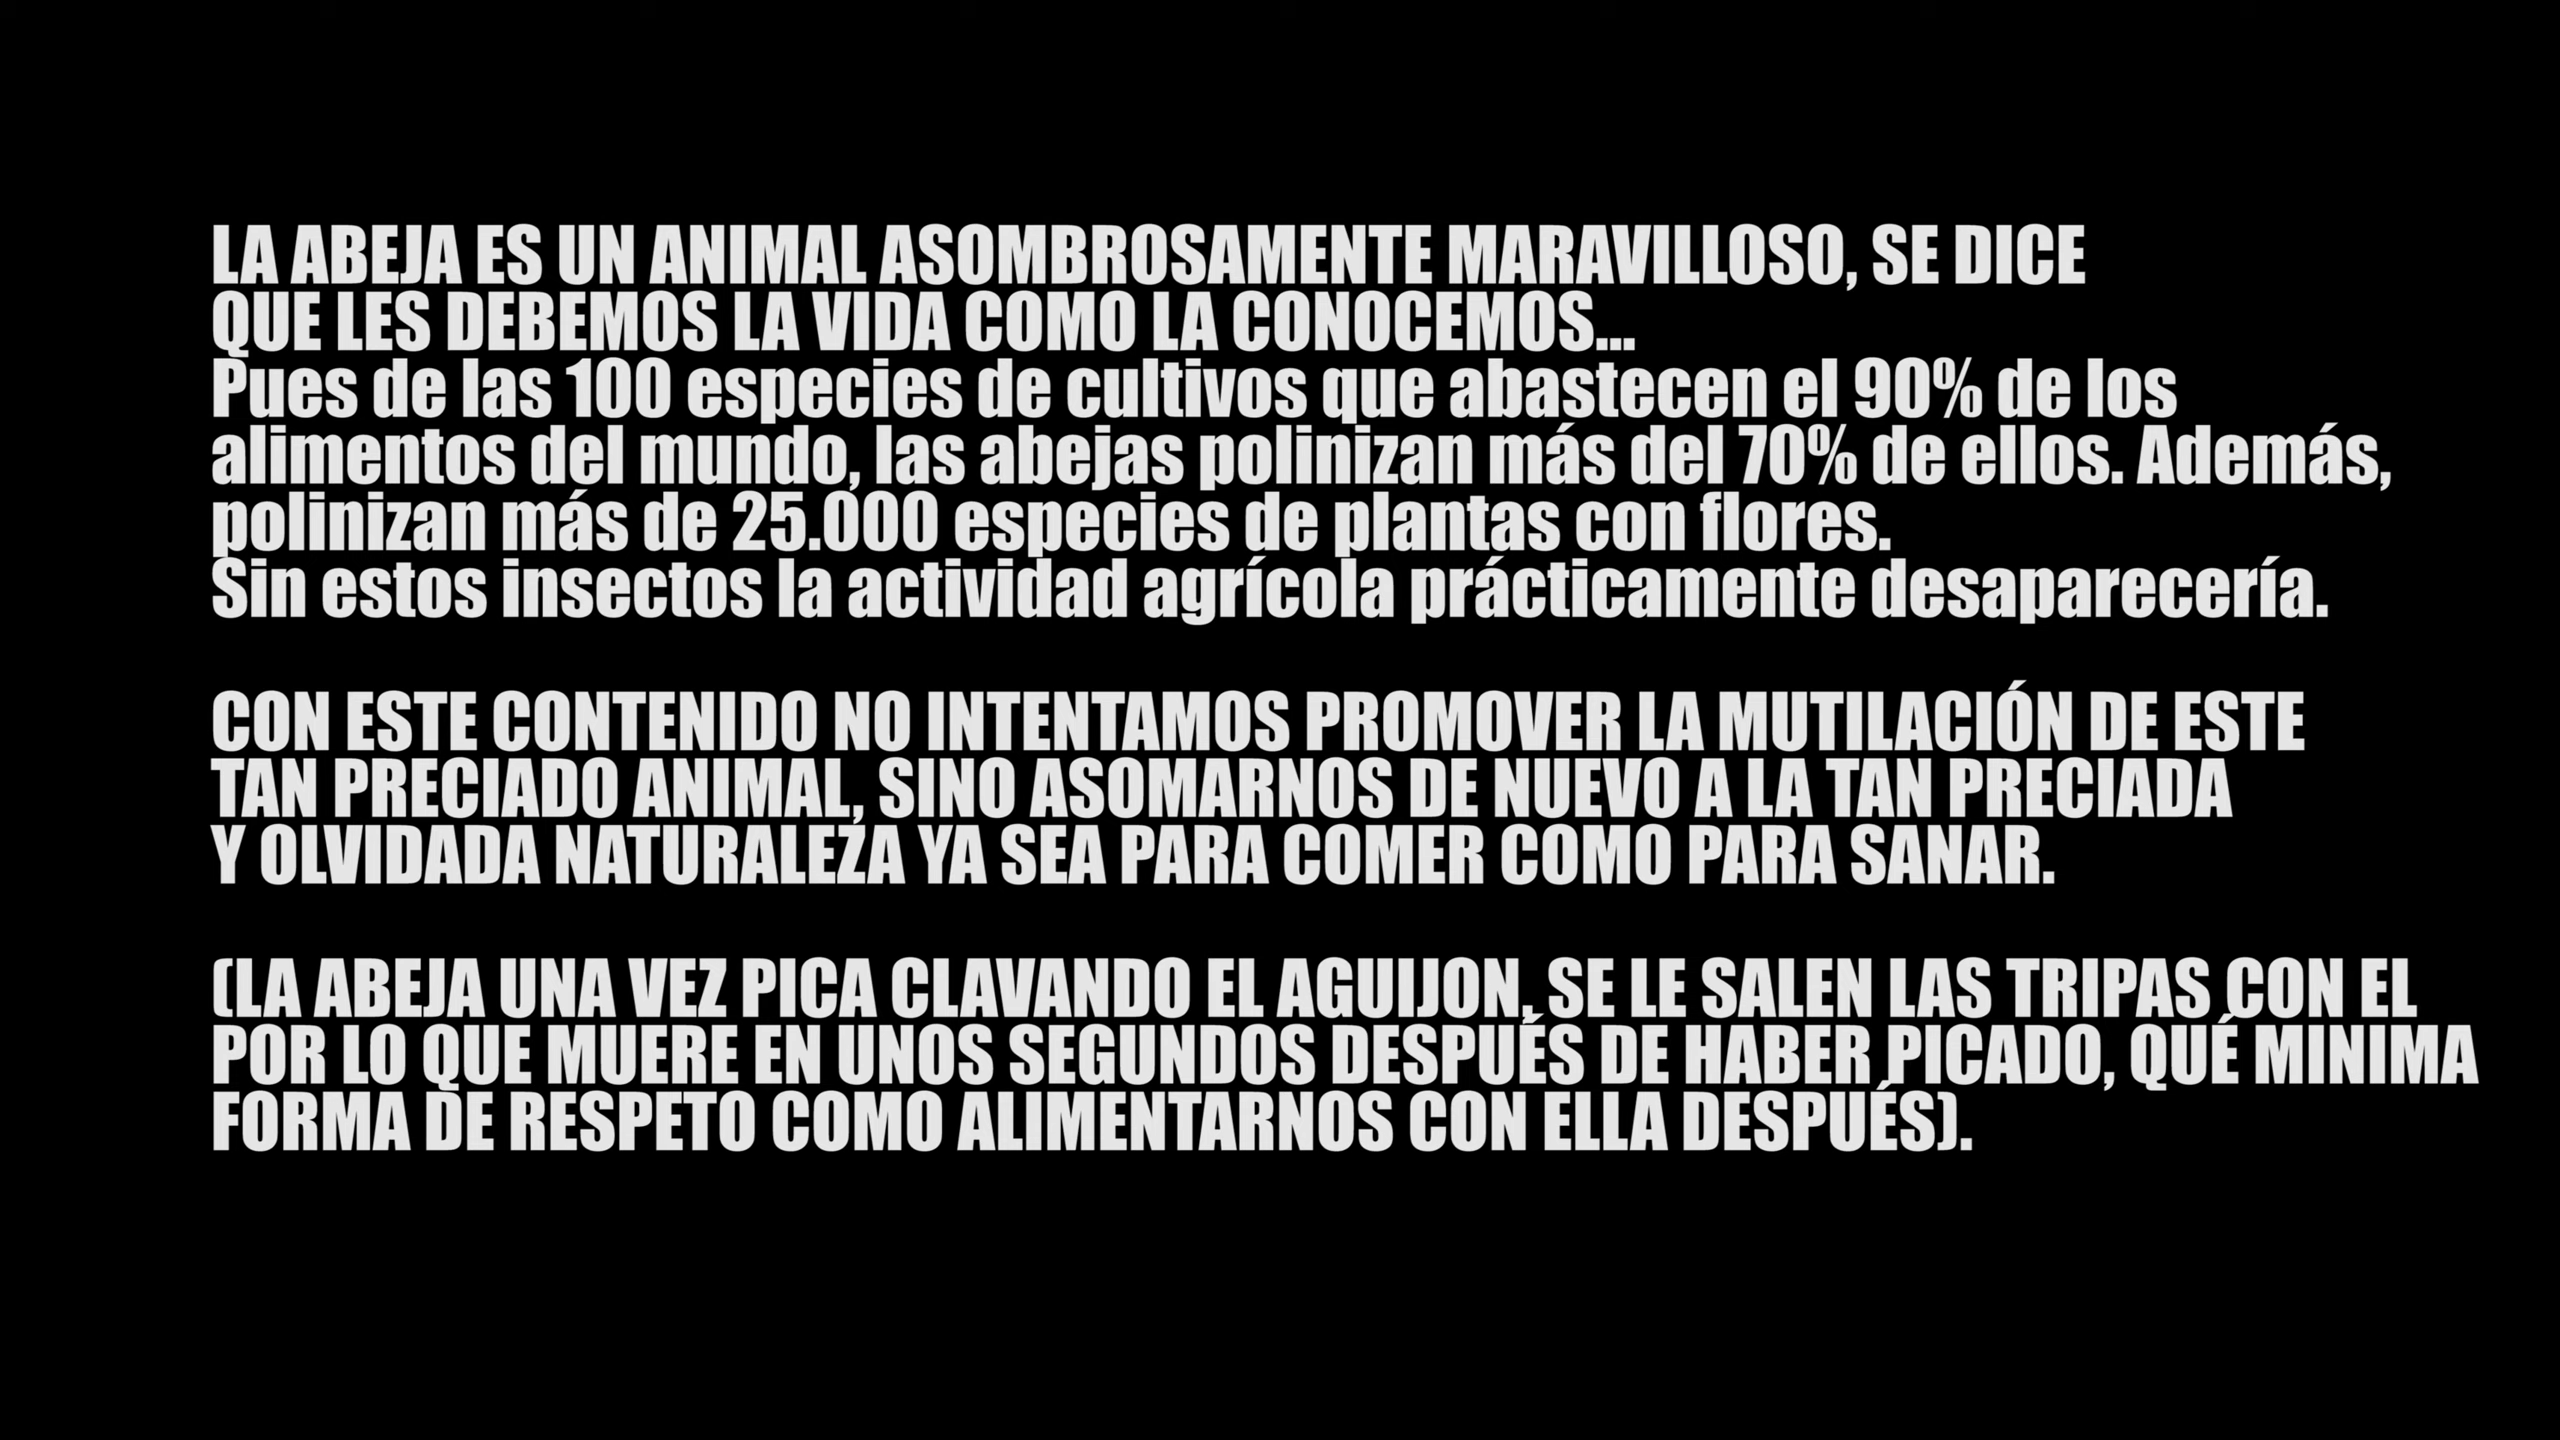 LA ABEJA ES UN ANIMAL ASOMBROSAMENTE MARAVILLOSO, SE DICE
QUE LES DEBEMOS LA VIDA COMO LA CONOCEMOS...
Pues de las 100 especies de cultivos que abastecen el 90% de los
alimentos del mundo, las abejas polinizan más del 70% de ellos. Además,
polinizan más de 25.000 especies de plantas con flores.
Sin estos insectos la actividad agrícola prácticamente desaparecería.
CON ESTE CONTENIDO NO INTENTAMOS PROMOVER LA MUTILACIÓN DE ESTE
TAN PRECIADO ANIMAL, SINO ASOMARNOS DE NUEVO A LA TAN PRECIADA
Y OLVIDADA NATURALEZA YA SEA PARA COMER COMO PARA SANAR.
(LA ABEJA UNA VEZ PICA CLAVANDO EL AGUIJON, SE LE SALEN LAS TRIPAS CON EL
POR LO QUE MUERE EN UNOS SEGUNDOS DESPUÉS DE HABER PICADO, QUÉ MINIMA
FORMA DE RESPETO COMO ALIMENTARNOS CON ELLA DESPUÉS).